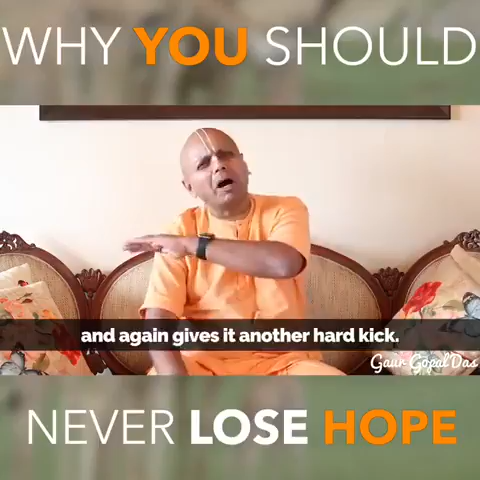 WHY YOU SHOULD
and again gives it another hard kick.
Gaur Gopal Das
NEVER LOSE HOPE